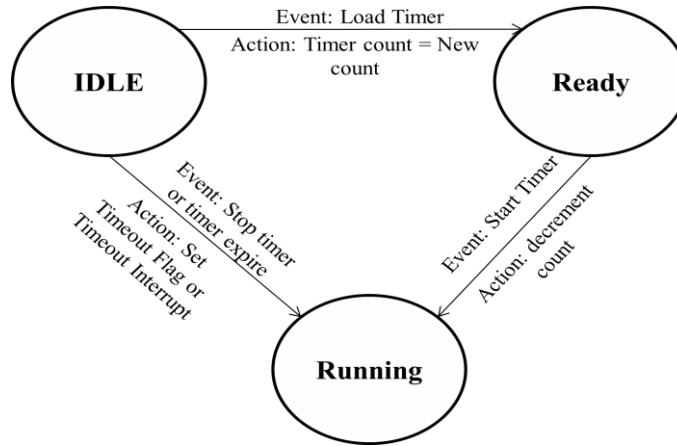 Event: Load Timer
IDLE
Action: Timer count = New
count
Ready
Event: Stop timer
or timer expire
Action: Set
Timeout Flag or
Timeout Interrupt
Event: Start Timer
Action: decrement
count
Running